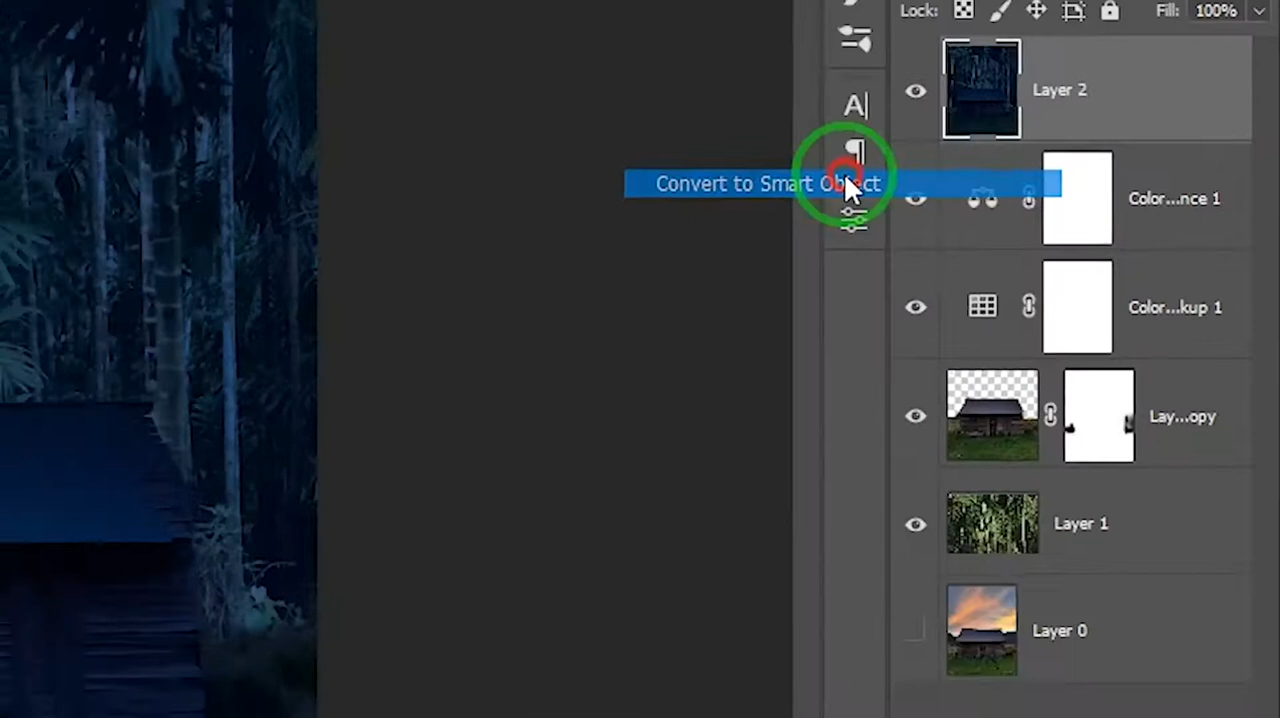 Lock:
Fill: 100%
Layer 2
Convert to Smart Object
Color...nce 1
Color...kup 1
Lay...opy
Layer 1
Layer 0